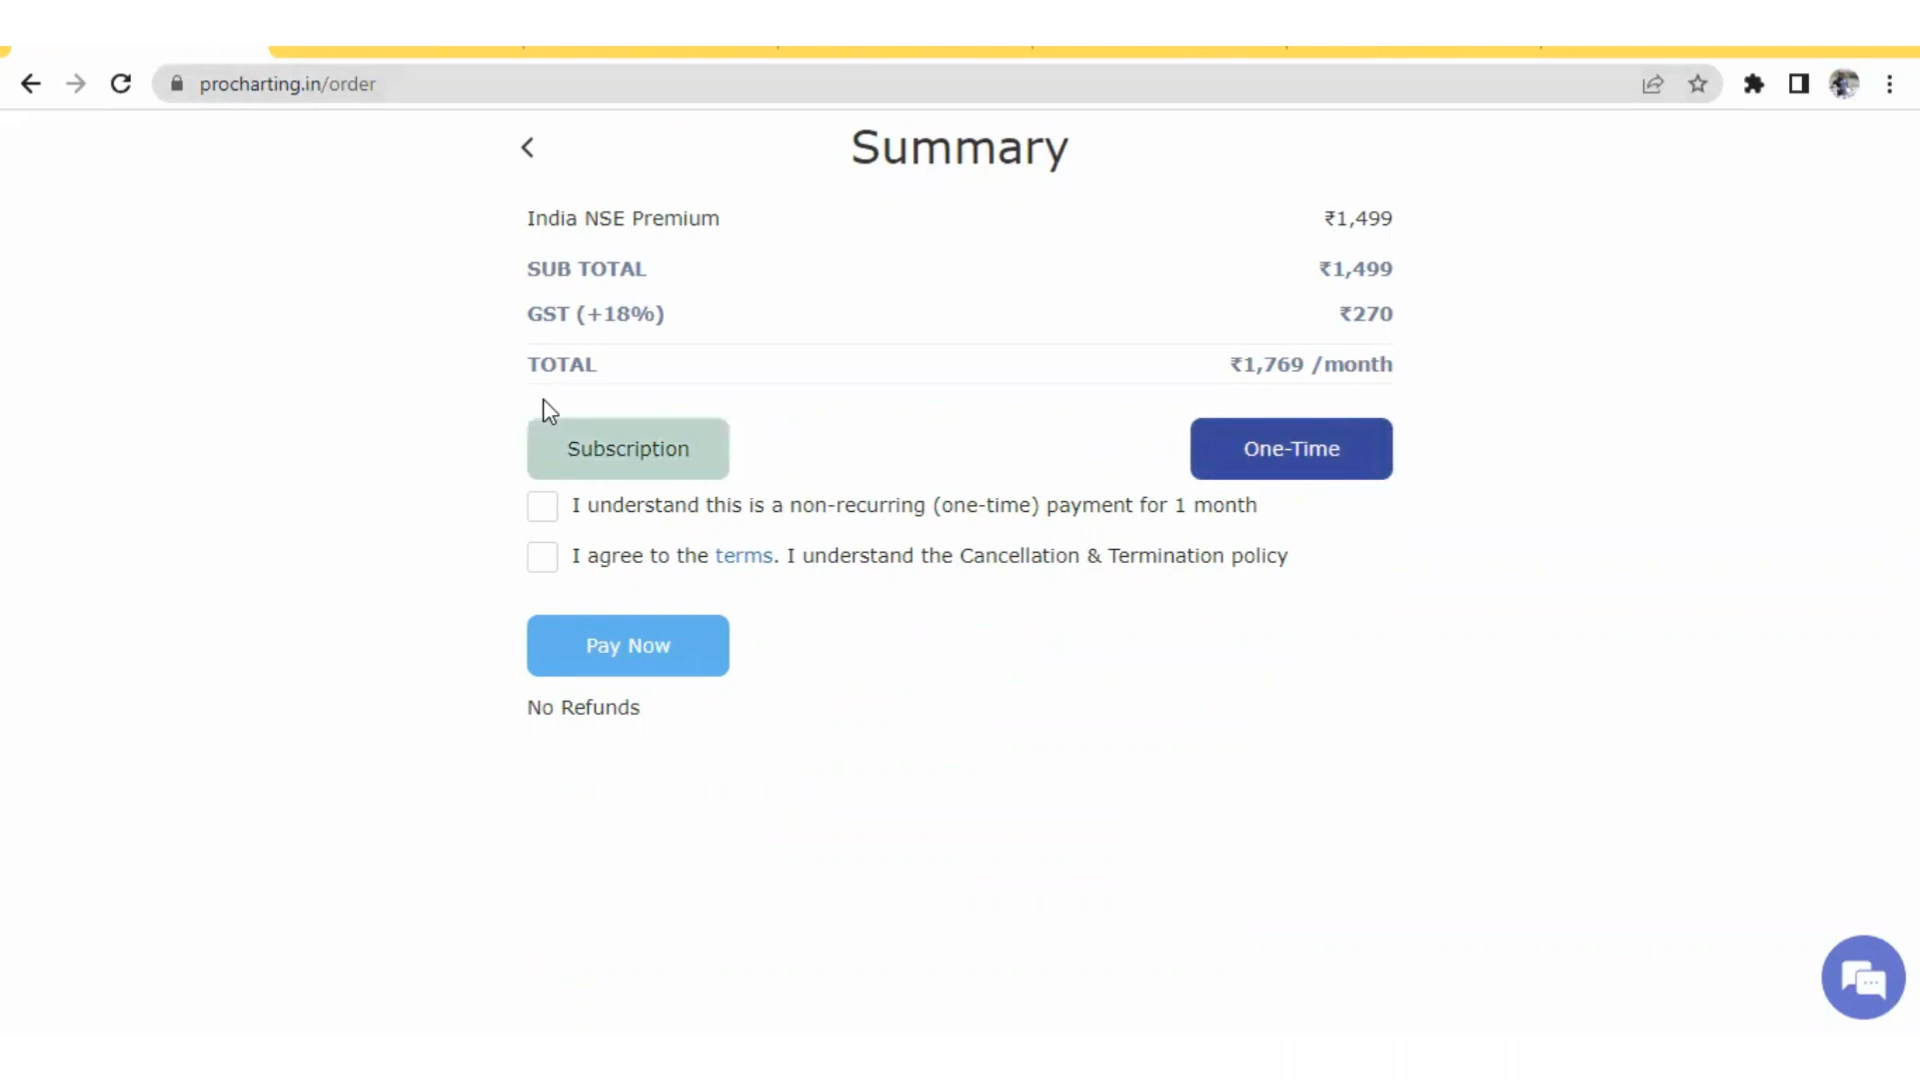 procharting.in/order
Summary
India NSE Premium ₹1,499
SUB TOTAL ₹1,499
GST (+18%) ₹270
TOTAL ₹1,769 /month
Subscription One-Time
I understand this is a non-recurring (one-time) payment for 1 month
I agree to the terms. I understand the Cancellation & Termination policy
Pay Now
No Refunds